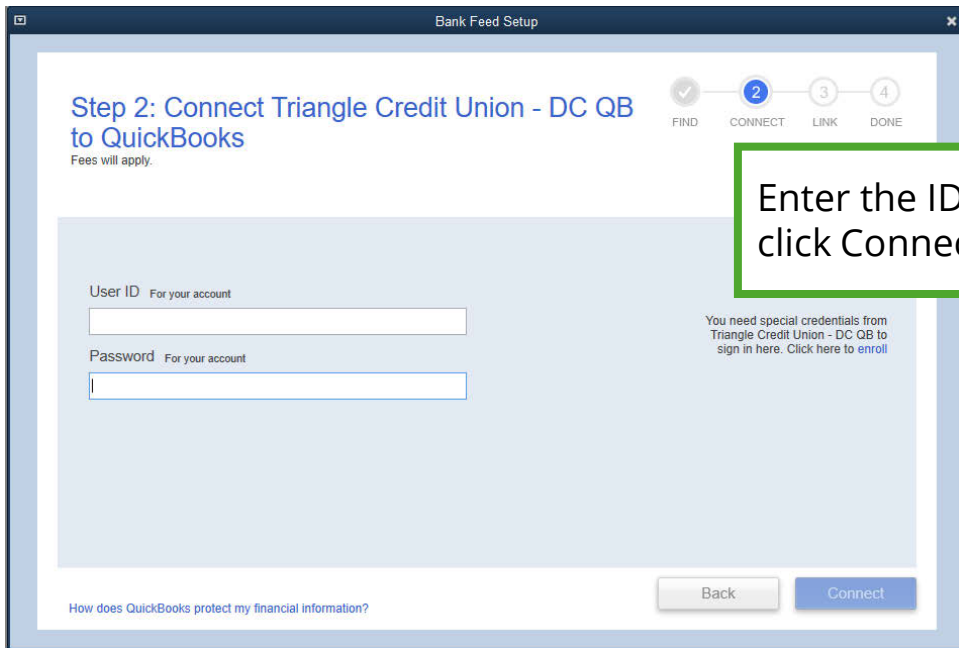 Bank Feed Setup
Step 2: Connect Triangle Credit Union - DC QB
to QuickBooks
Fees will apply.
2
3
4
FIND
CONNECT
LINK
DONE
Enter the ID
click
User ID For your account
Password For your account
You need special credentials from
Triangle Credit Union - DC QB to
sign in here. Click here to enroll
How does QuickBooks protect my financial information?
Back
Connect